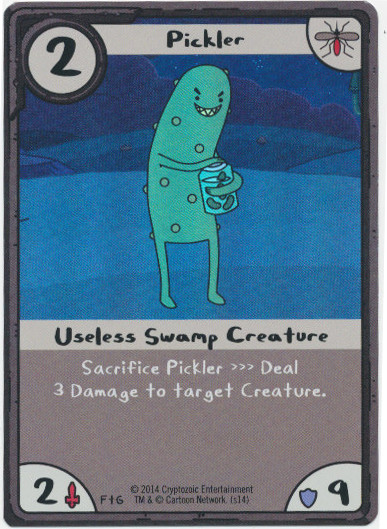 2
Pickler
Useless Swamp Creature
Sacrifice Pickler >>> Deal
3 Damage to target Creature.
2
FtG
© 2014 Cryptozoic Entertainment
TM & © Cartoon Network. (s14)
9